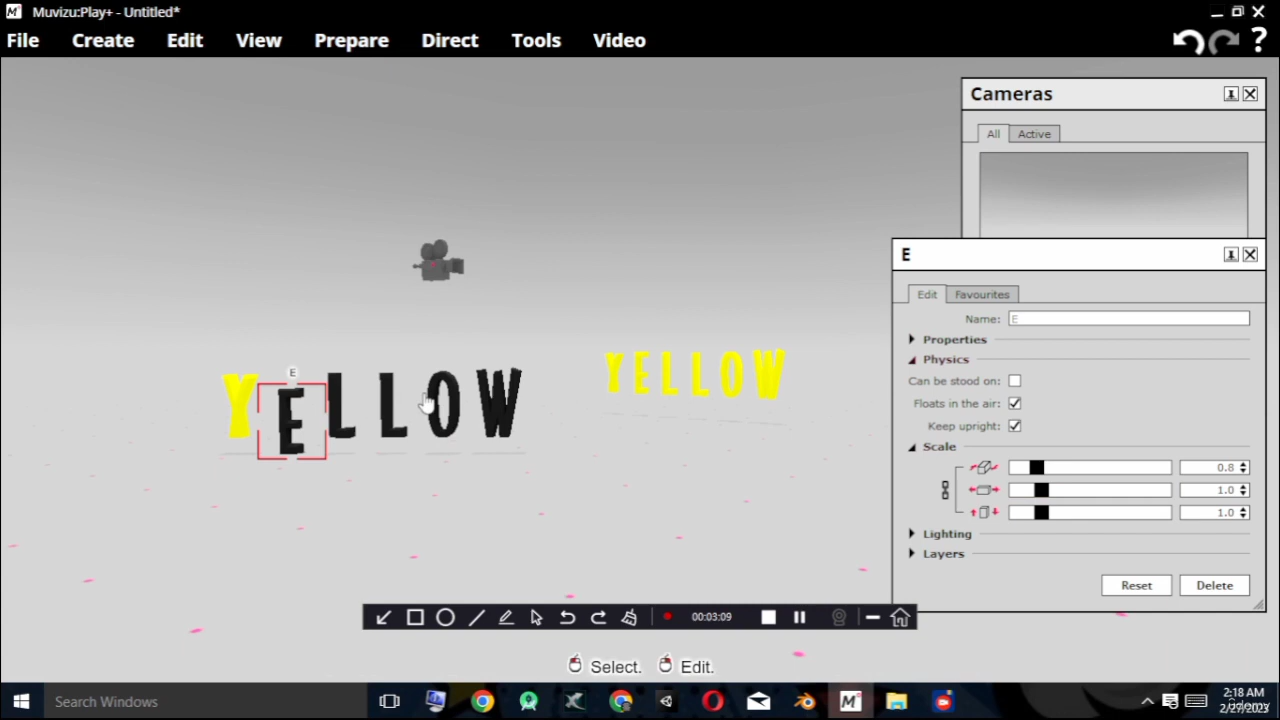 Muvizu:Play+ - Untitled*
File Create Edit View Prepare Direct Tools Video
?
Cameras
All Active
E
Edit Favourites
Name: E
Properties
Physics
Can be stood on:
Floats in the air:
Keep upright:
Scale
0.8
1.0
1.0
Lighting
Layers
Reset Delete
E
YELLOW
YELLOW
00:03:09
Select. Edit.
Search Windows
2:18 AM